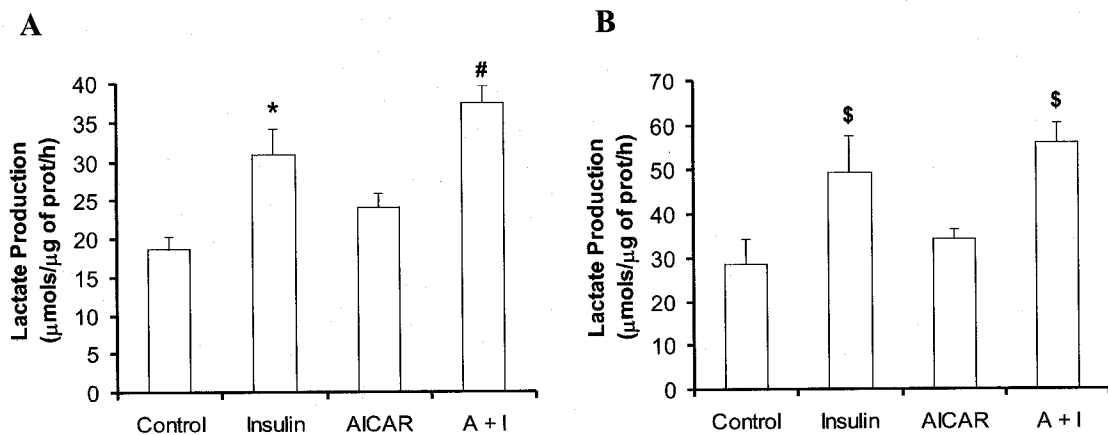 A
Lactate Production
(µmols/µg of prot/h)
40
35
30
25
20
15
10
5
0
*
#
Control Insulin AICAR A + I
B
Lactate Production
(µmols/µg of prot/h)
70
60
50
40
30
20
10
0
$
$
Control Insulin AICAR A + I